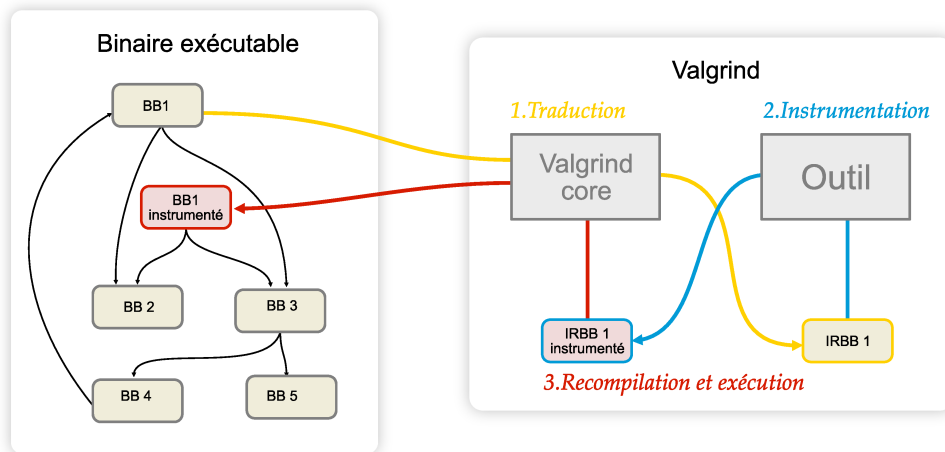 Binaire exécutable
BB1
BB1
instrumenté
BB 2
BB 3
BB 4
BB 5
Valgrind
1.Traduction
2.Instrumentation
Valgrind
core
Outil
IRBB 1
instrumenté
IRBB 1
3.Recompilation et exécution